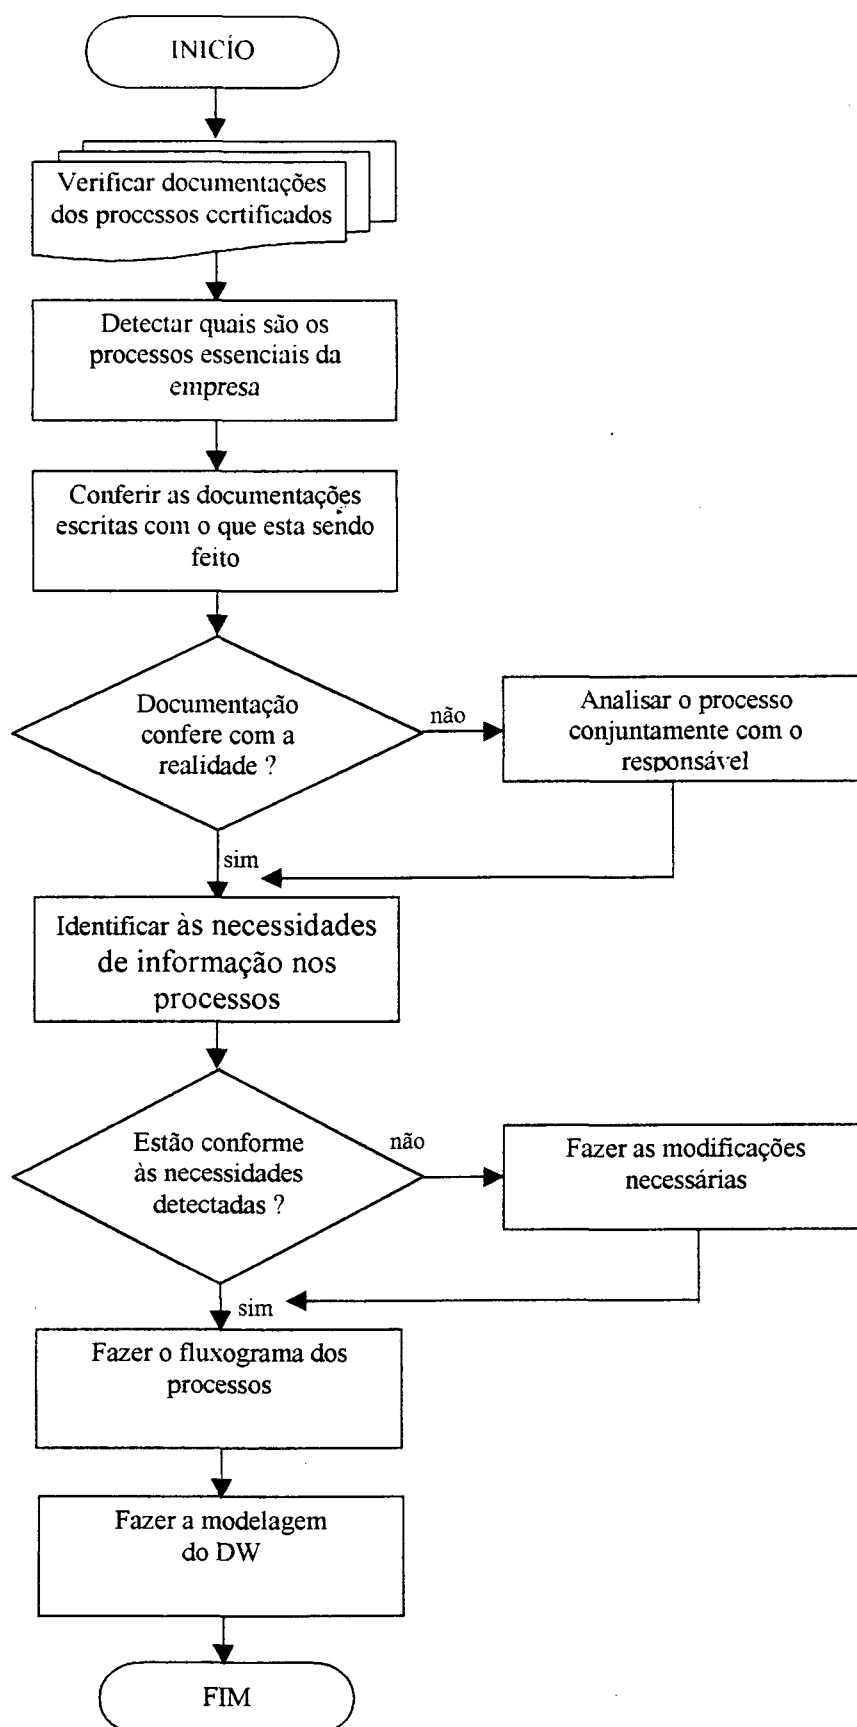 INICÍO
Verificar documentações
dos processos certificados
Detectar quais são os
processos essenciais da
empresa
Conferir as documentações
escritas com o que esta sendo
feito
Documentação
confere com a
realidade ?
não
Analisar o processo
conjuntamente com o
responsável
sim
Identificar às necessidades
de informação nos
processos
Estão conforme
às necessidades
detectadas ?
não
Fazer as modificações
necessárias
sim
Fazer o fluxograma dos
processos
Fazer a modelagem
do DW
FIM